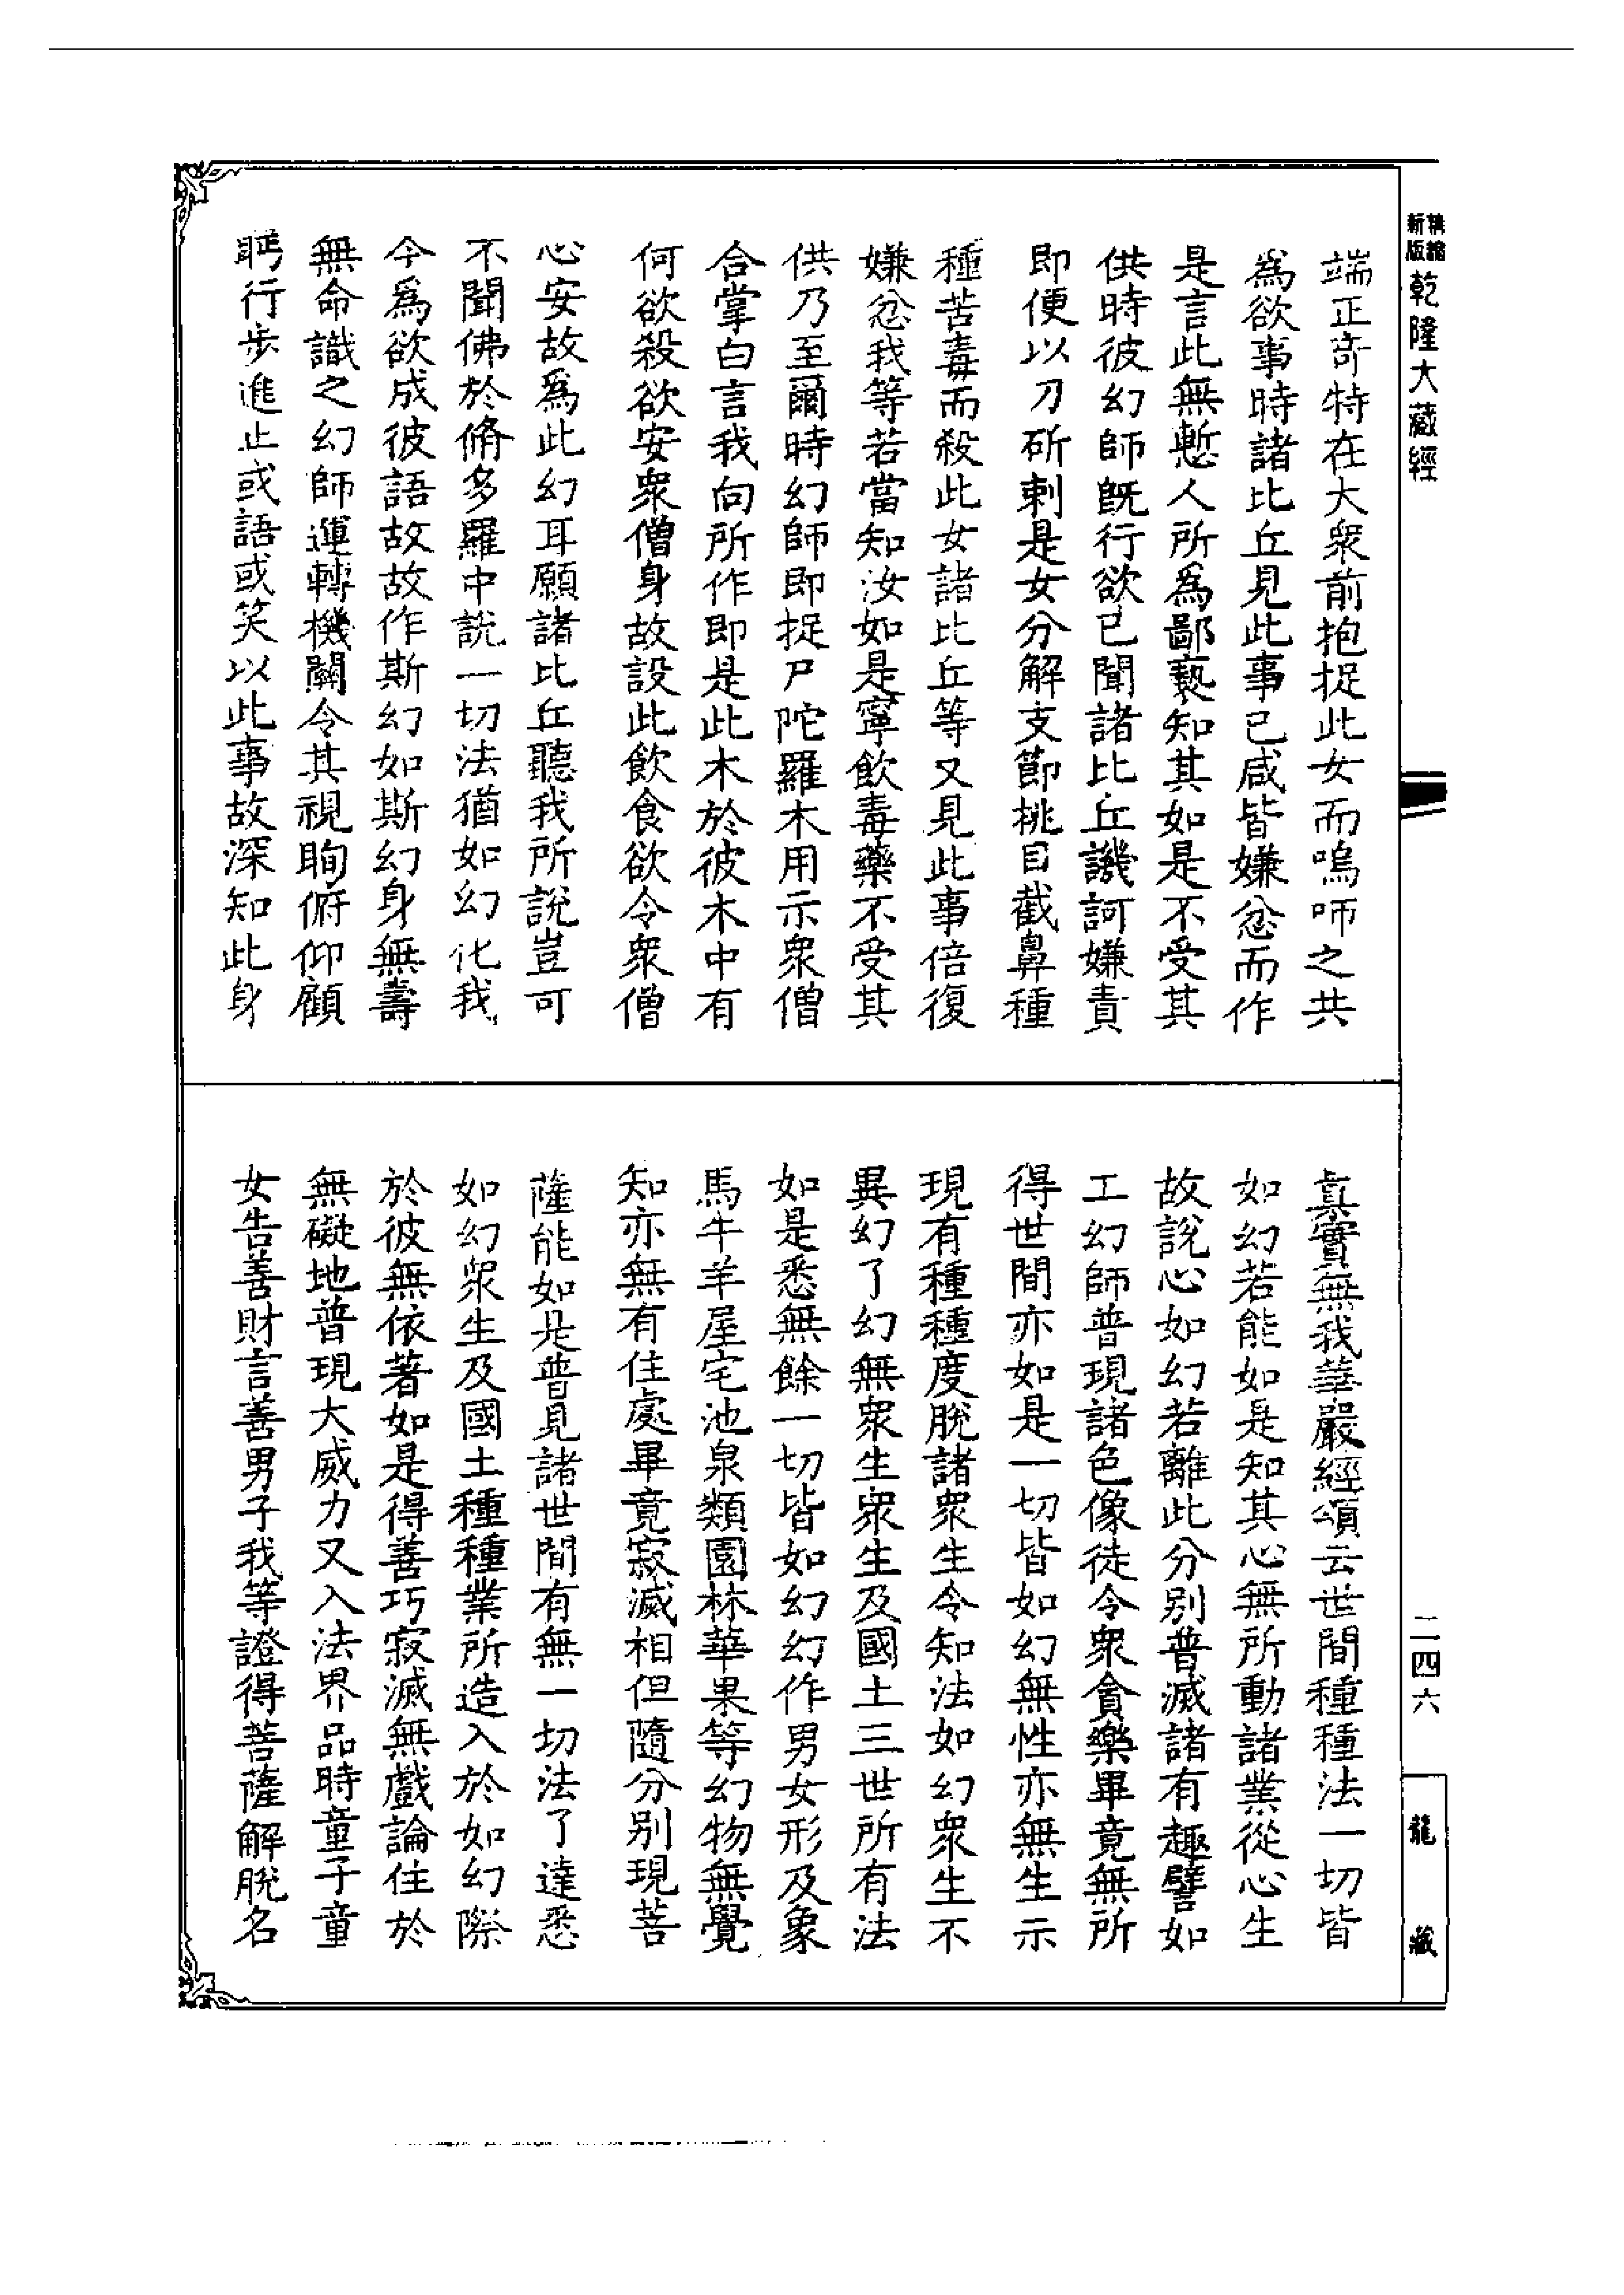 新版精縮
乾隆大藏經
二四六
龍藏
端正奇特在大衆前抱捉此女而嗚咂之共
為欲事時諸比丘見此事已咸皆嫌忿而作
是言此無慙人所為鄙褻知其如是不受其
供時彼幻師既行欲已聞諸比丘譏訶嫌責
即便以刀斫剌是女分解支節挑目截鼻種
種苦毒而殺此女諸比丘等又見此事倍復
嫌忿我等若當知汝如是寧飲毒藥不受其
供乃至爾時幻師即捉尸陀羅木用示衆僧
合掌白言我向所作即是此木於彼木中有
何欲殺欲安衆僧身故設此飲食欲令衆僧
心安故爲此幻耳願諸比丘聽我所說豈可
不聞佛於脩多羅中說一切法猶如幻化我
今爲欲成彼語故故作斯幻如斯幻身無壽
無命識之幻師運轉機關令其視眴俯仰顧
眄行步進止或語或笑以此事故深知此身
真實無我華嚴經頌云世間種種法一切皆
如幻若能如是知其心無所動諸業從心生
故說心如幻若離此分別普滅諸有趣譬如
工幻師普現諸色像徒令衆貪樂畢竟無所
得世間亦如是一切皆如幻無性亦無生示
現有種種度脫諸衆生令知法如幻衆生不
異幻了幻無衆生衆生及國土三世所有法
如是悉無餘一切皆如幻幻作男女形及象
馬牛羊屋宅池泉類園林華果等幻物無覺
知亦無有住處畢竟寂滅相但隨分別現菩
薩能如是普見諸世間有無一切法了達悉
如幻衆生及國土種種業所造入於如幻際
於彼無依著如是得善巧寂滅無戲論住於
無礙地普現大威力又入法界品時童子童
女告善財言善男子我等證得菩薩解脫名